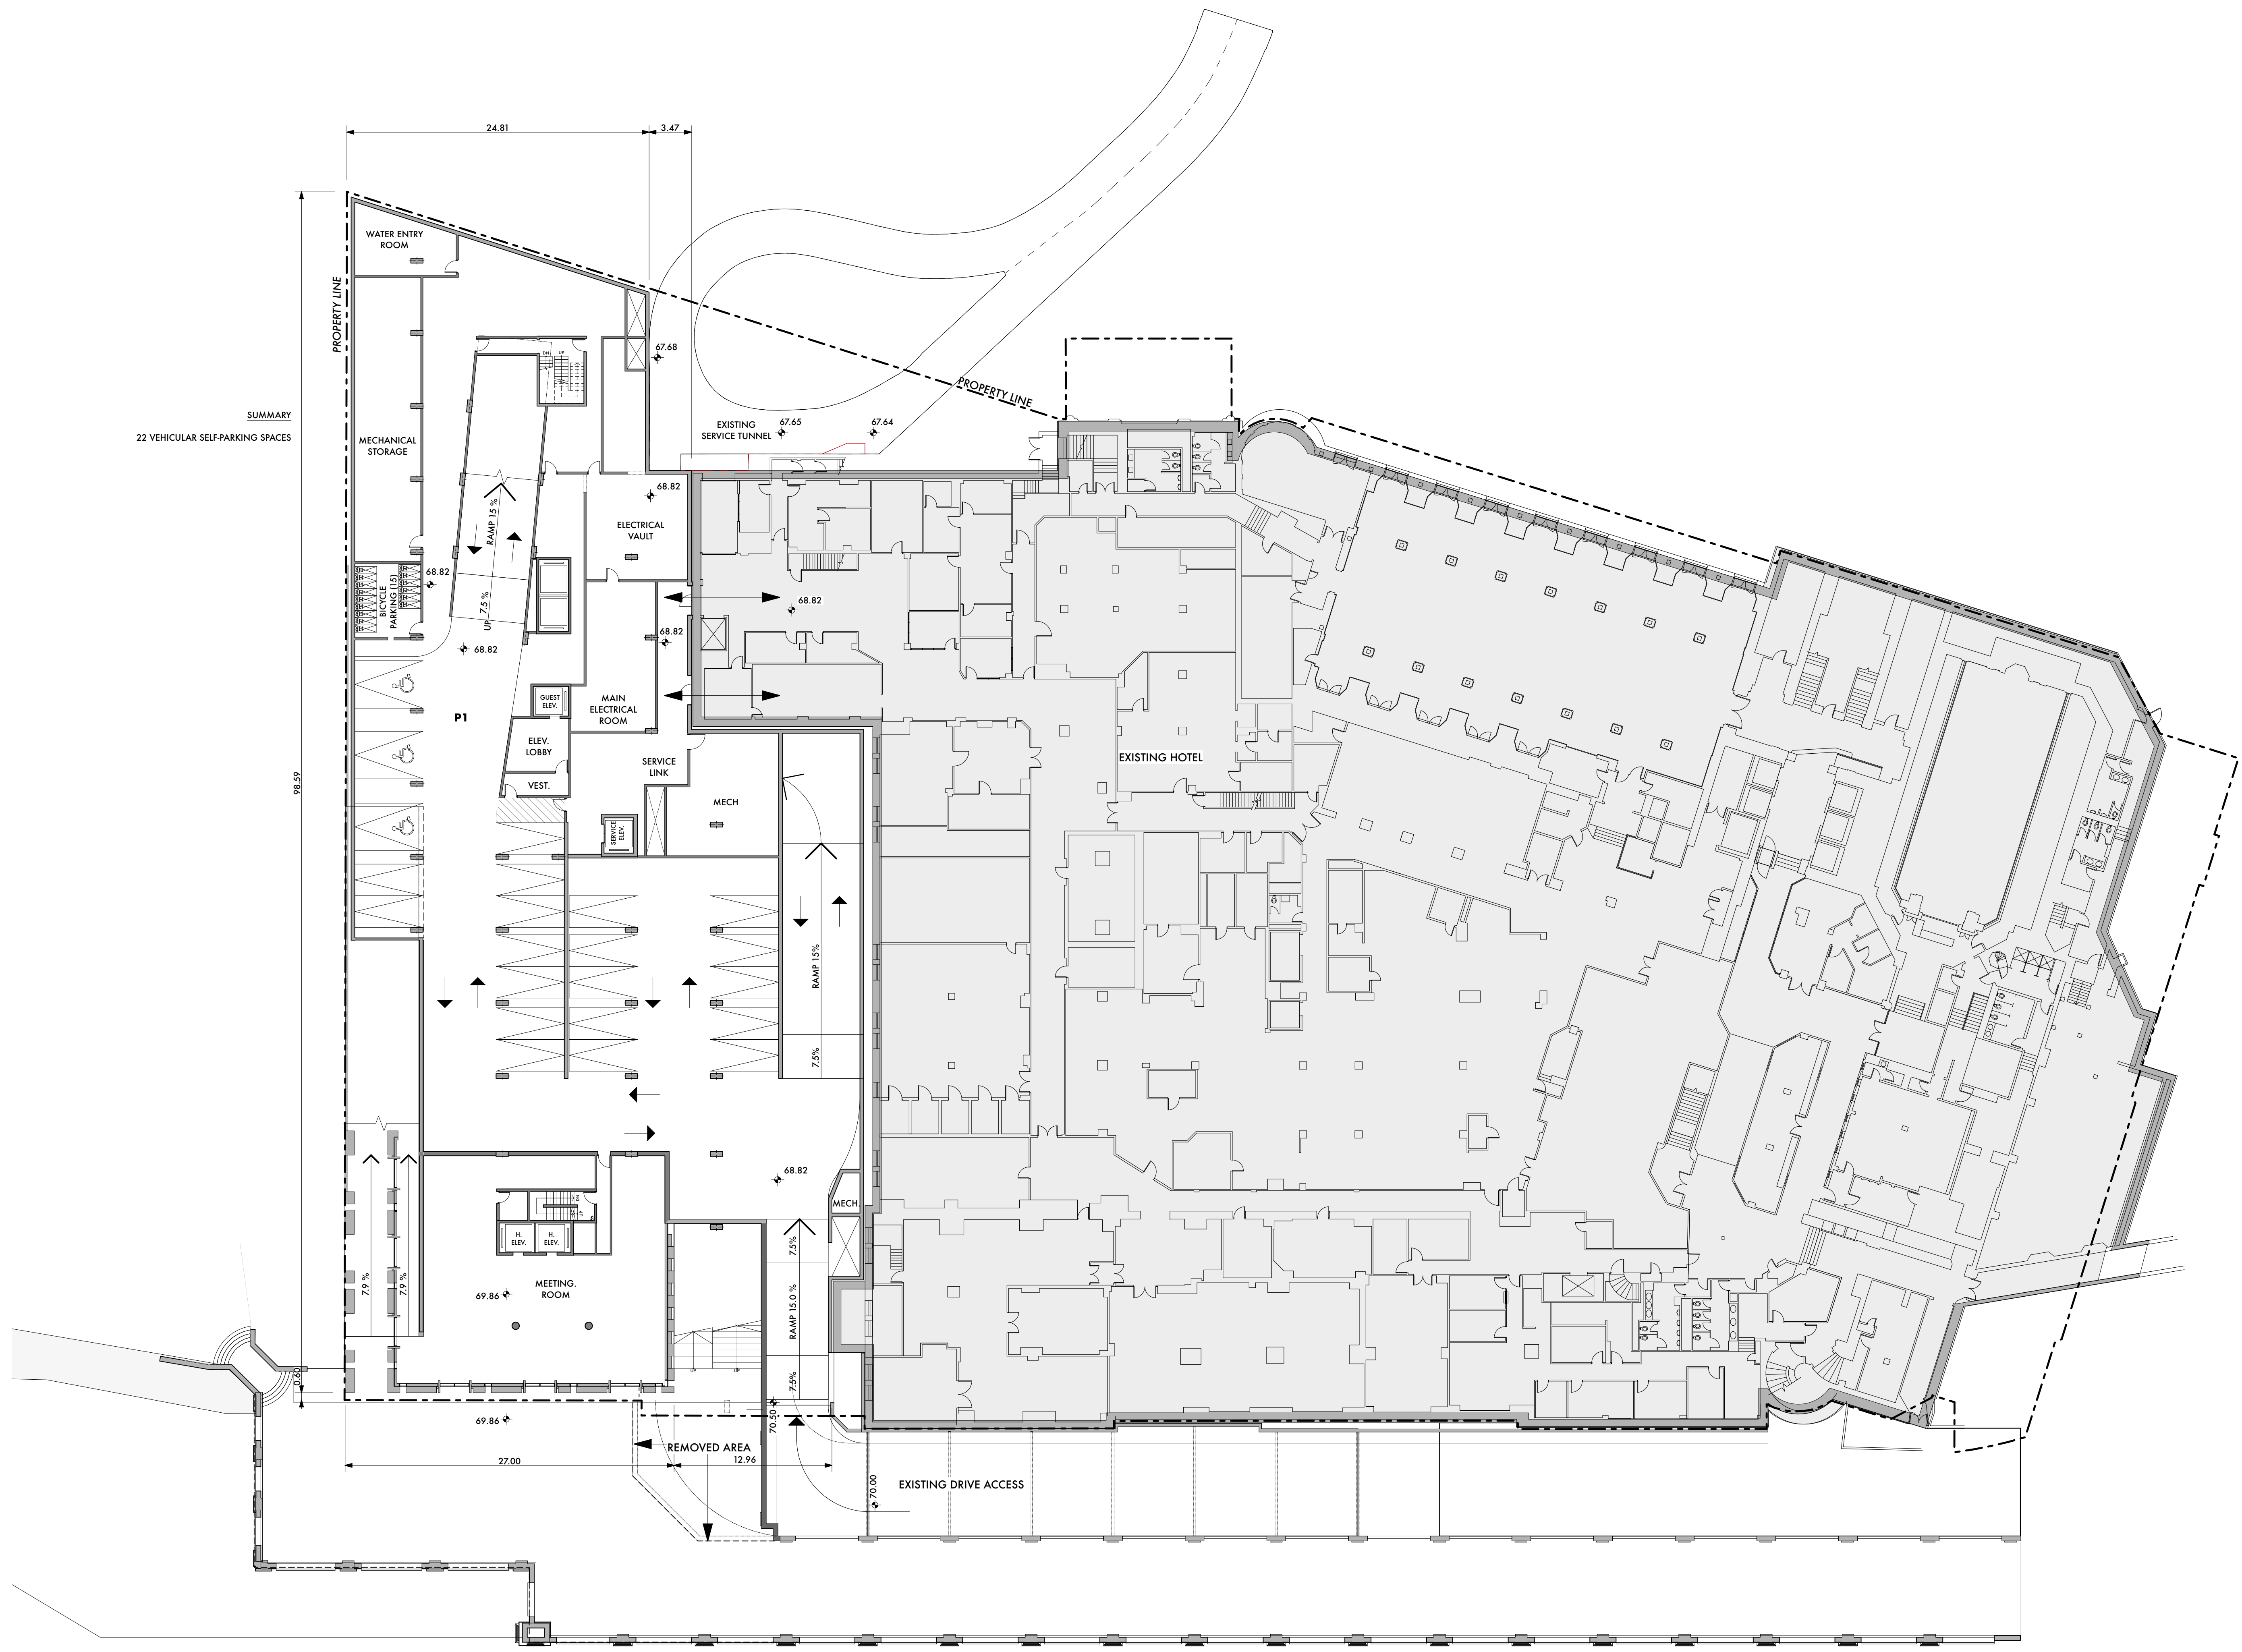 24.81
3.47
WATER ENTRY
ROOM
PROPERTY LINE
67.68
DN
UP
PROPERTY LINE
SUMMARY
22 VEHICULAR SELF-PARKING SPACES
EXISTING
SERVICE TUNNEL
67.65
67.64
MECHANICAL
STORAGE
RAMP 15 %
68.82
ELECTRICAL
VAULT
68.82
BICYCLE
PARKING (15)
UP
7.5 %
68.82
68.82
68.82
GUEST
ELEV.
MAIN
ELECTRICAL
ROOM
P1
ELEV.
LOBBY
VEST.
SERVICE
LINK
EXISTING HOTEL
98.59
MECH
SERVICE
ELEV.
RAMP 15%
7.5%
68.82
MECH.
DN
UP
H.
ELEV.
H.
ELEV.
7.5%
7.9 %
7.9 %
MEETING.
ROOM
69.86
RAMP 15.0 %
7.5%
0.60
69.86
70.50
REMOVED AREA
27.00
12.96
70.00
EXISTING DRIVE ACCESS